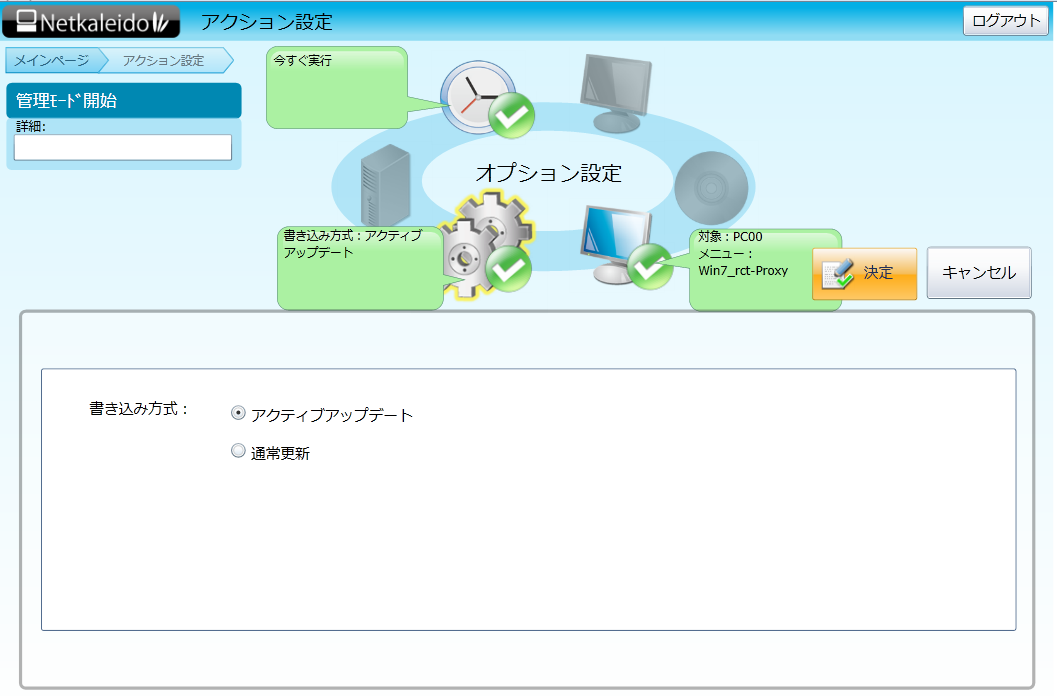 Netkaleido
アクション設定
ログアウト
メインページ
アクション設定
管理ﾓｰﾄﾞ開始
詳細:
今すぐ実行
オプション設定
書き込み方式：アクティブ
アップデート
対象：PC00
メニュー：
Win7_rct-Proxy
決定
キャンセル
書き込み方式：
アクティブアップデート
通常更新